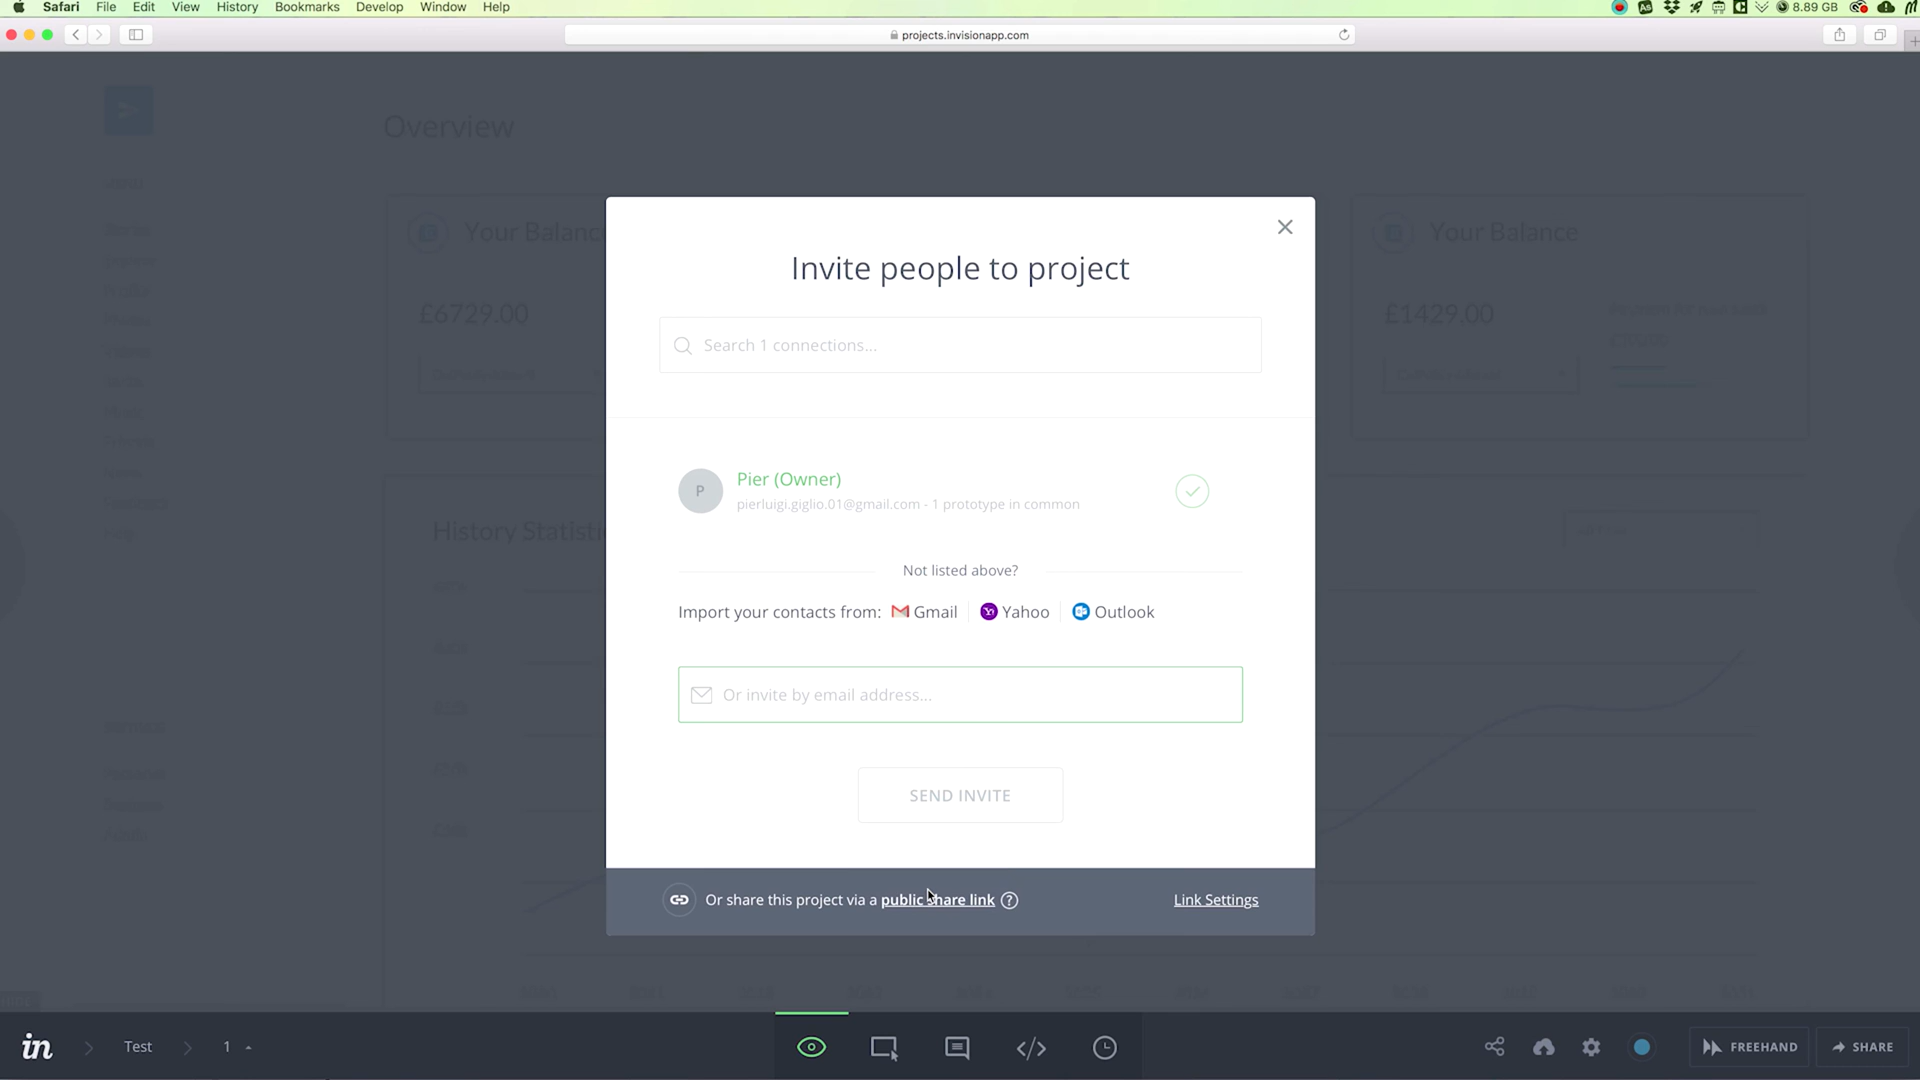 Safari File Edit View History Bookmarks Develop Window Help 8.89 GB
projects.invisionapp.com
Overview
Your Balanc
Your Balance
£6729.00
£1429.00
History Statisti
Invite people to project
Search 1 connections...
P
Pier (Owner)
pierluigi.giglio.01@gmail.com - 1 prototype in common
Not listed above?
Import your contacts from: Gmail Yahoo Outlook
Or invite by email address...
SEND INVITE
Or share this project via a public share link ? Link Settings
in Test 1 FREEHAND SHARE